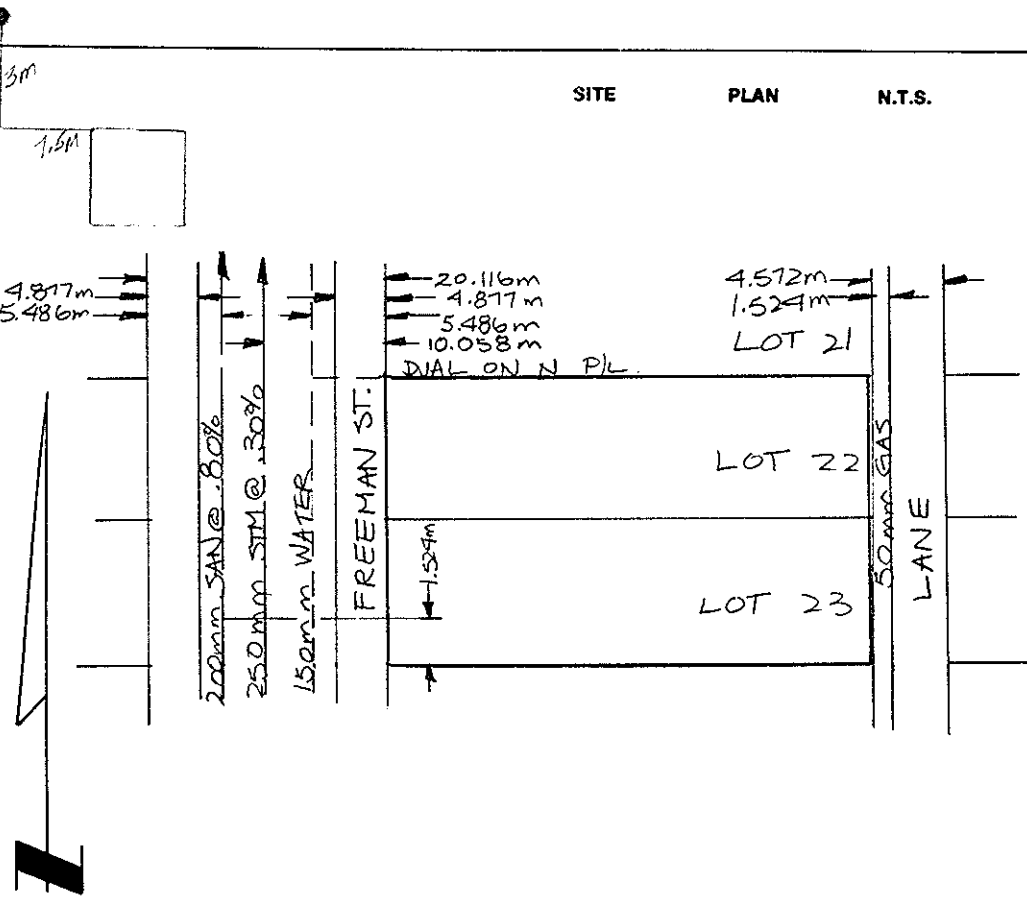 3m
SITE PLAN N.T.S.
1.5M
4.877m
5.486m
20.116m
4.877m
5.486m
10.058m
4.572m
1.524m
LOT 21
DUAL ON N P/L.
200mm SAN @ .80%
250mm STM @ .30%
150mm WATER
FREEMAN ST.
LOT 22
50mm GAS
LANE
1.524m
LOT 23